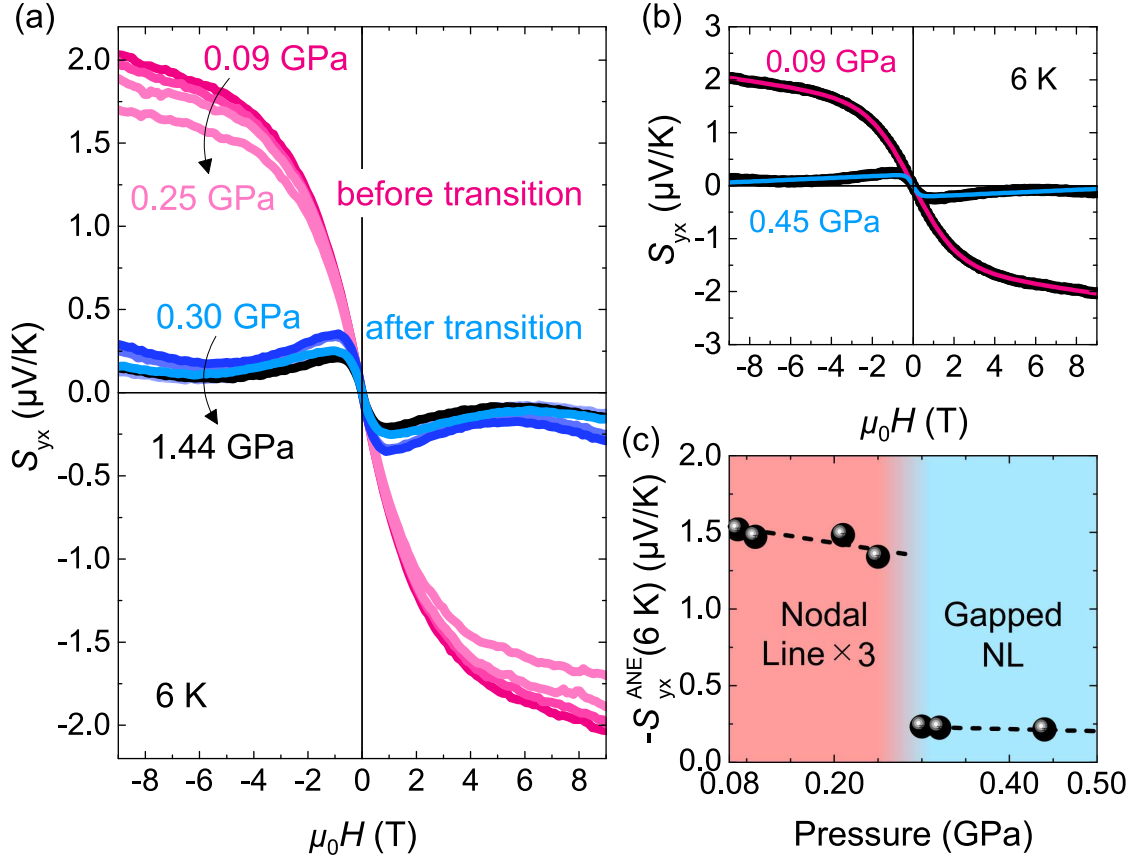 (a)
2.0
1.5
1.0
0.5
0.0
-0.5
-1.0
-1.5
-2.0
S_yx (μV/K)
0.09 GPa
0.25 GPa
before transition
0.30 GPa
after transition
1.44 GPa
6 K
-8 -6 -4 -2 0 2 4 6 8
μ₀H (T)
(b)
3
2
1
0
-1
-2
-3
S_yx (μV/K)
0.09 GPa
6 K
0.45 GPa
-8 -6 -4 -2 0 2 4 6 8
μ₀H (T)
(c)
2.0
1.5
1.0
0.5
0.0
-S_yx^ANE(6 K) (μV/K)
Nodal
Line × 3
Gapped
NL
0.08 0.20 0.40 0.50
Pressure (GPa)